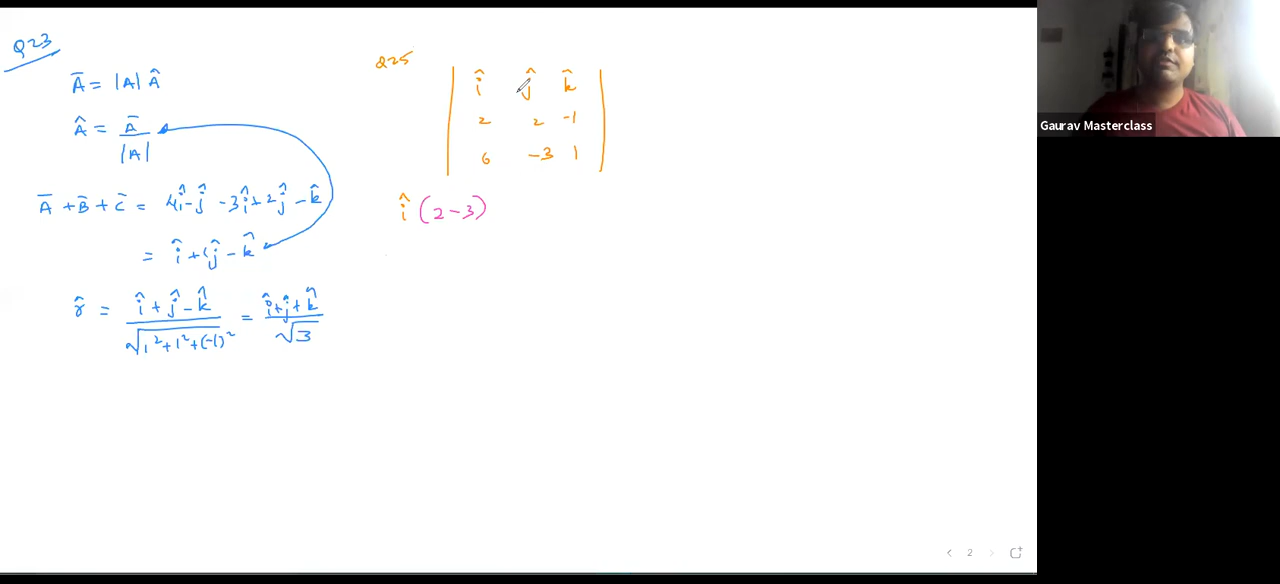 Q23
A̅ = |A| Â
Â = A̅ / |A|
A̅ + B̅ + C̅ = 4î - ĵ - 3î + 2ĵ - k̂
= î + 1ĵ - k̂
r̂ = î + ĵ - k̂ / √1² + 1² + (-1)² = î + ĵ + k̂ / √3
Q25
| î ĵ k̂ |
| 2 2 -1 |
| 6 -3 1 |
î (2 - 3)
Gaurav Masterclass
2